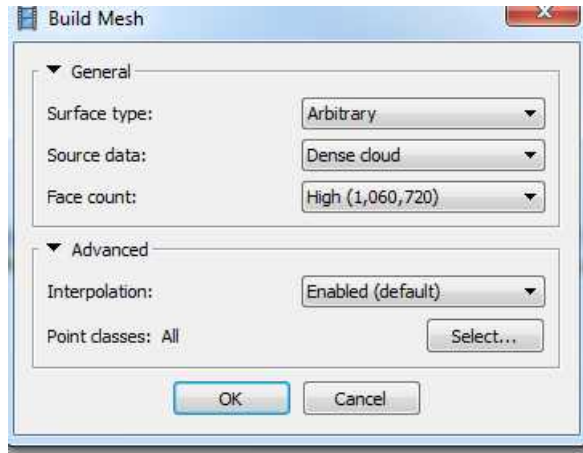 Build Mesh
General
Surface type: Arbitrary
Source data: Dense cloud
Face count: High (1,060,720)
Advanced
Interpolation: Enabled (default)
Point classes: All Select...
OK Cancel